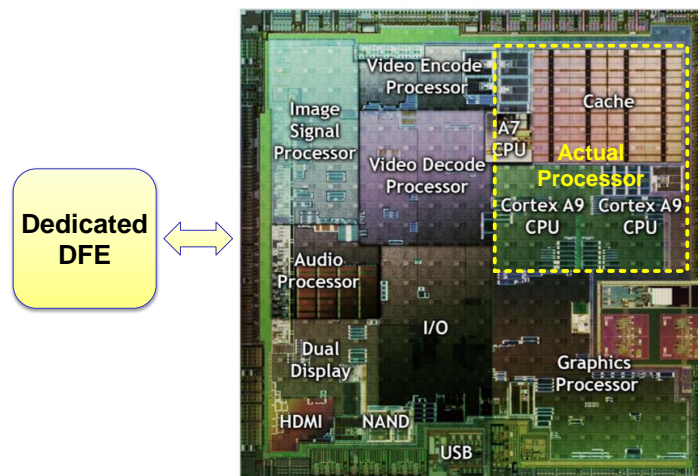 Dedicated
DFE
Video Encode
Processor
Image
Signal
Processor
Video Decode
Processor
Cache
A7
CPU
Actual
Processor
Cortex A9
CPU
Cortex A9
CPU
Audio
Processor
I/O
Dual
Display
Graphics
Processor
HDMI
NAND
USB